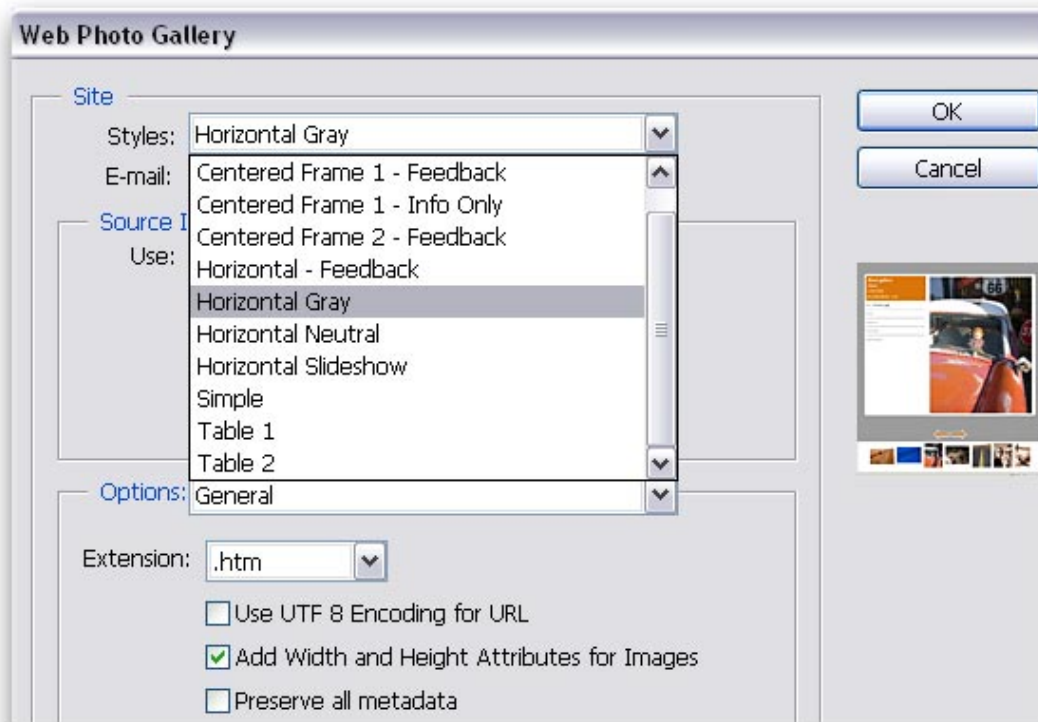 Web Photo Gallery
Site
Styles: Horizontal Gray
E-mail:
Centered Frame 1 - Feedback
Centered Frame 1 - Info Only
Centered Frame 2 - Feedback
Horizontal - Feedback
Horizontal Gray
Horizontal Neutral
Horizontal Slideshow
Simple
Table 1
Table 2
Source I
Use:
Options: General
Extension: .htm
Use UTF 8 Encoding for URL
Add Width and Height Attributes for Images
Preserve all metadata
OK
Cancel
66